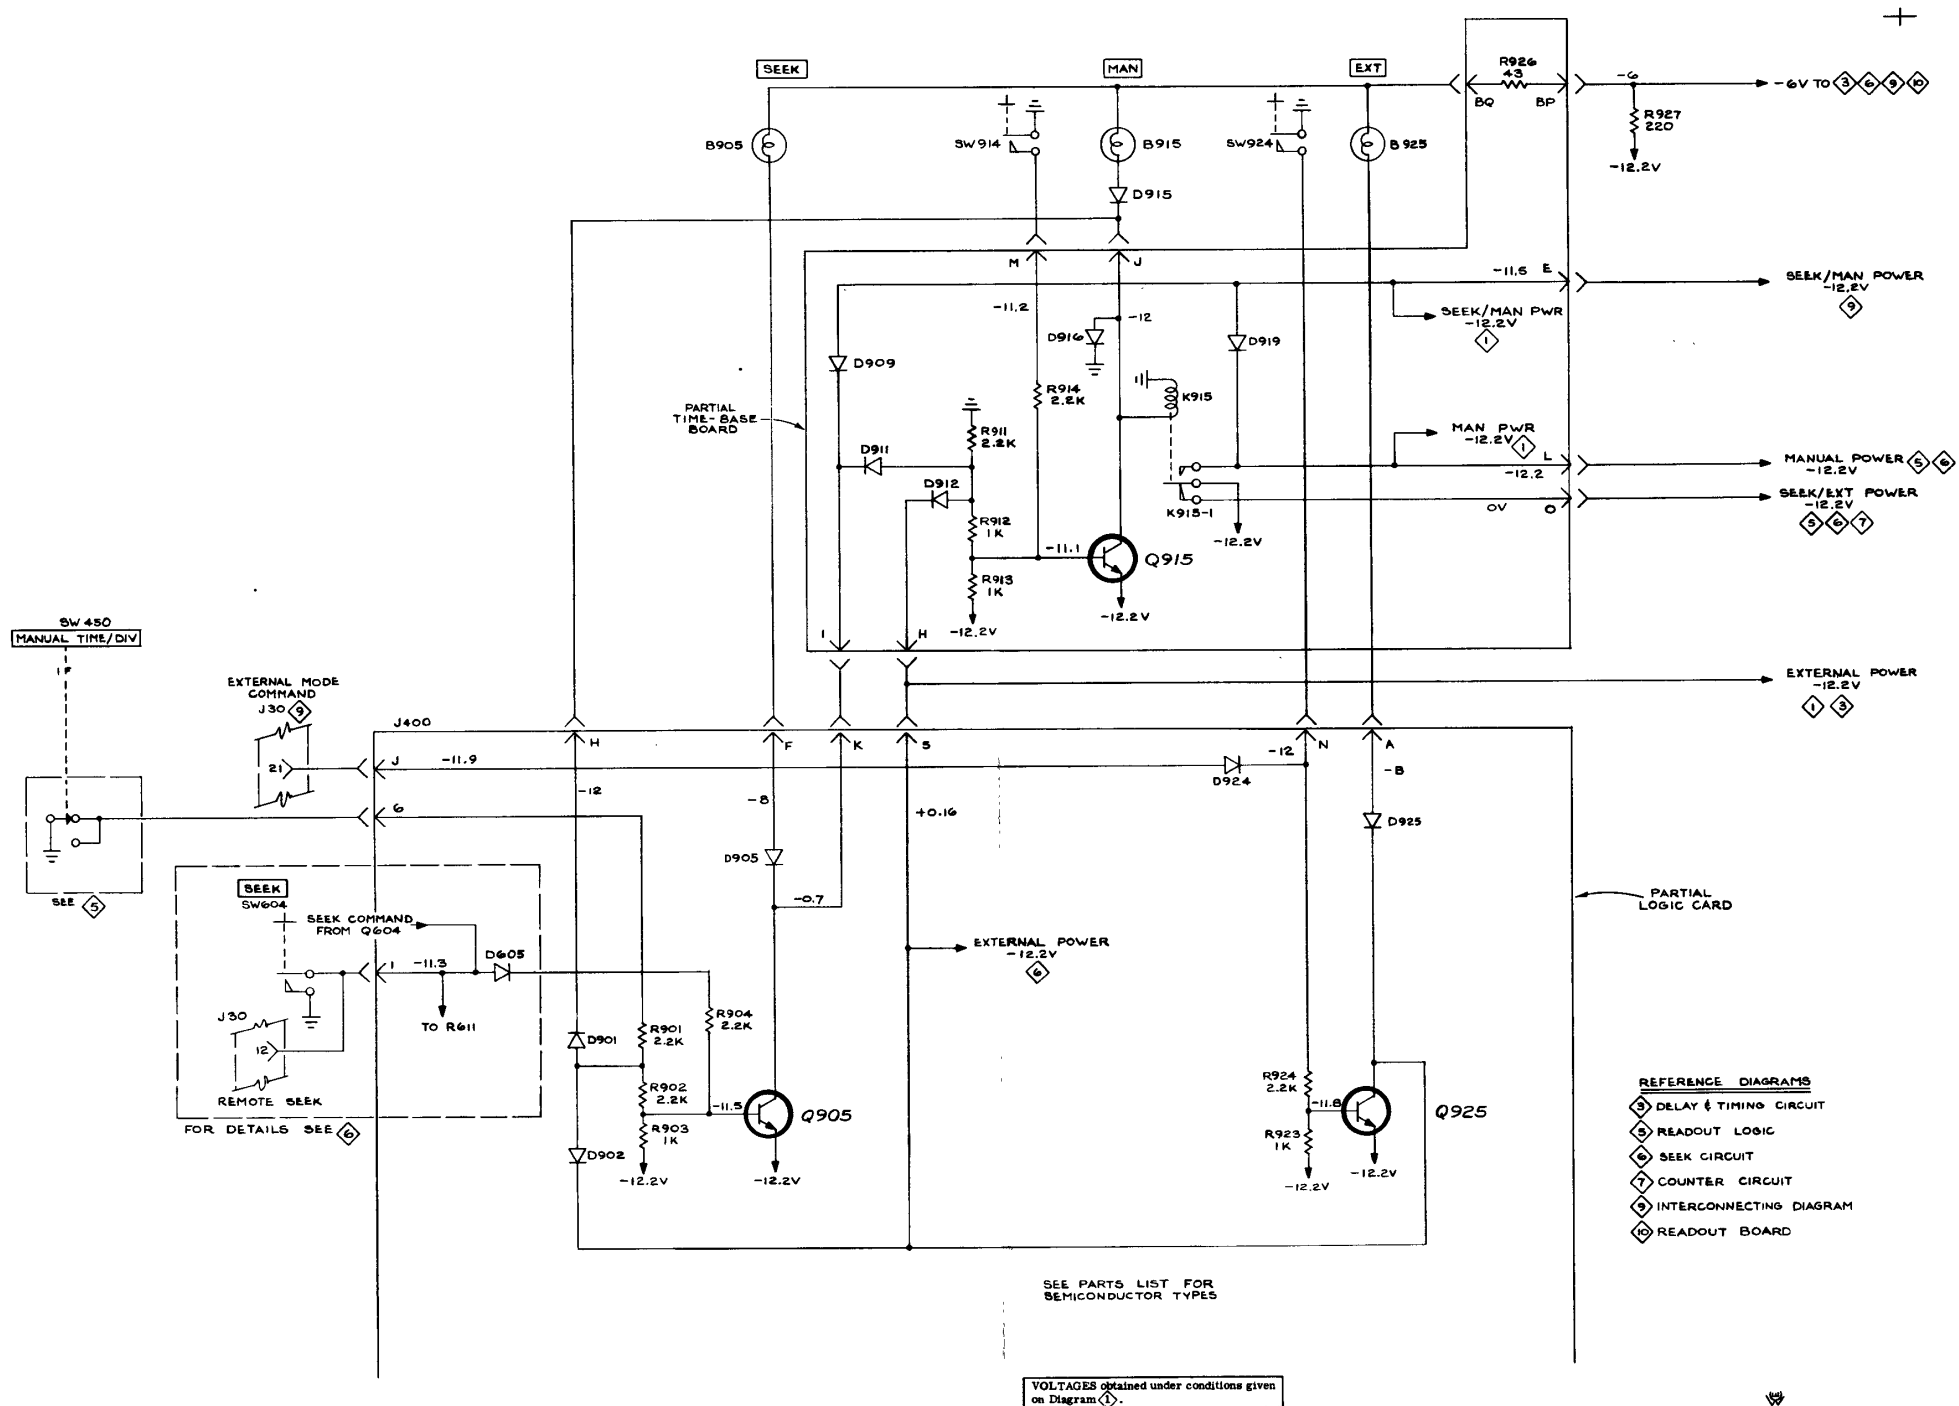 SEEK
MAN
EXT
R926
43
BQ
BP
-6
-6V TO 3 6 9 10
R927
220
-12.2V
B905
SW914
B915
SW924
B925
D915
M
J
-11.5
E
SEEK/MAN POWER
-12.2V
9
-11.2
-12
D916
D919
SEEK/MAN PWR
-12.2V
1
D909
R914
2.2K
K915
PARTIAL
TIME-BASE
BOARD
R911
2.2K
MAN PWR
-12.2V 1
D911
L
-12.2
MANUAL POWER 5 6
-12.2V
D912
K915-1
0V
O
SEEK/EXT POWER
-12.2V
5 6 7
R912
1K
-12.2V
-11.1
Q915
R913
1K
-12.2V
-12.2V
I
H
SW 450
MANUAL TIME/DIV
EXTERNAL MODE
COMMAND
J30 9
EXTERNAL POWER
-12.2V
1 3
J400
H
F
K
5
-12
N
A
21
J
-11.9
D924
-8
-12
-8
6
+0.16
D925
D905
SEE 5
SEEK
SW604
-0.7
PARTIAL
LOGIC CARD
SEEK COMMAND
FROM Q604
D605
EXTERNAL POWER
-12.2V
6
1
-11.3
J30
TO R611
R904
2.2K
12
D901
R901
2.2K
REMOTE SEEK
R902
2.2K
-11.5
Q905
R924
2.2K
-11.8
Q925
FOR DETAILS SEE 6
R903
1K
R923
1K
D902
-12.2V
-12.2V
-12.2V
-12.2V
REFERENCE DIAGRAMS
3 DELAY & TIMING CIRCUIT
5 READOUT LOGIC
6 SEEK CIRCUIT
7 COUNTER CIRCUIT
9 INTERCONNECTING DIAGRAM
10 READOUT BOARD
SEE PARTS LIST FOR
SEMICONDUCTOR TYPES
VOLTAGES obtained under conditions given
on Diagram 1.